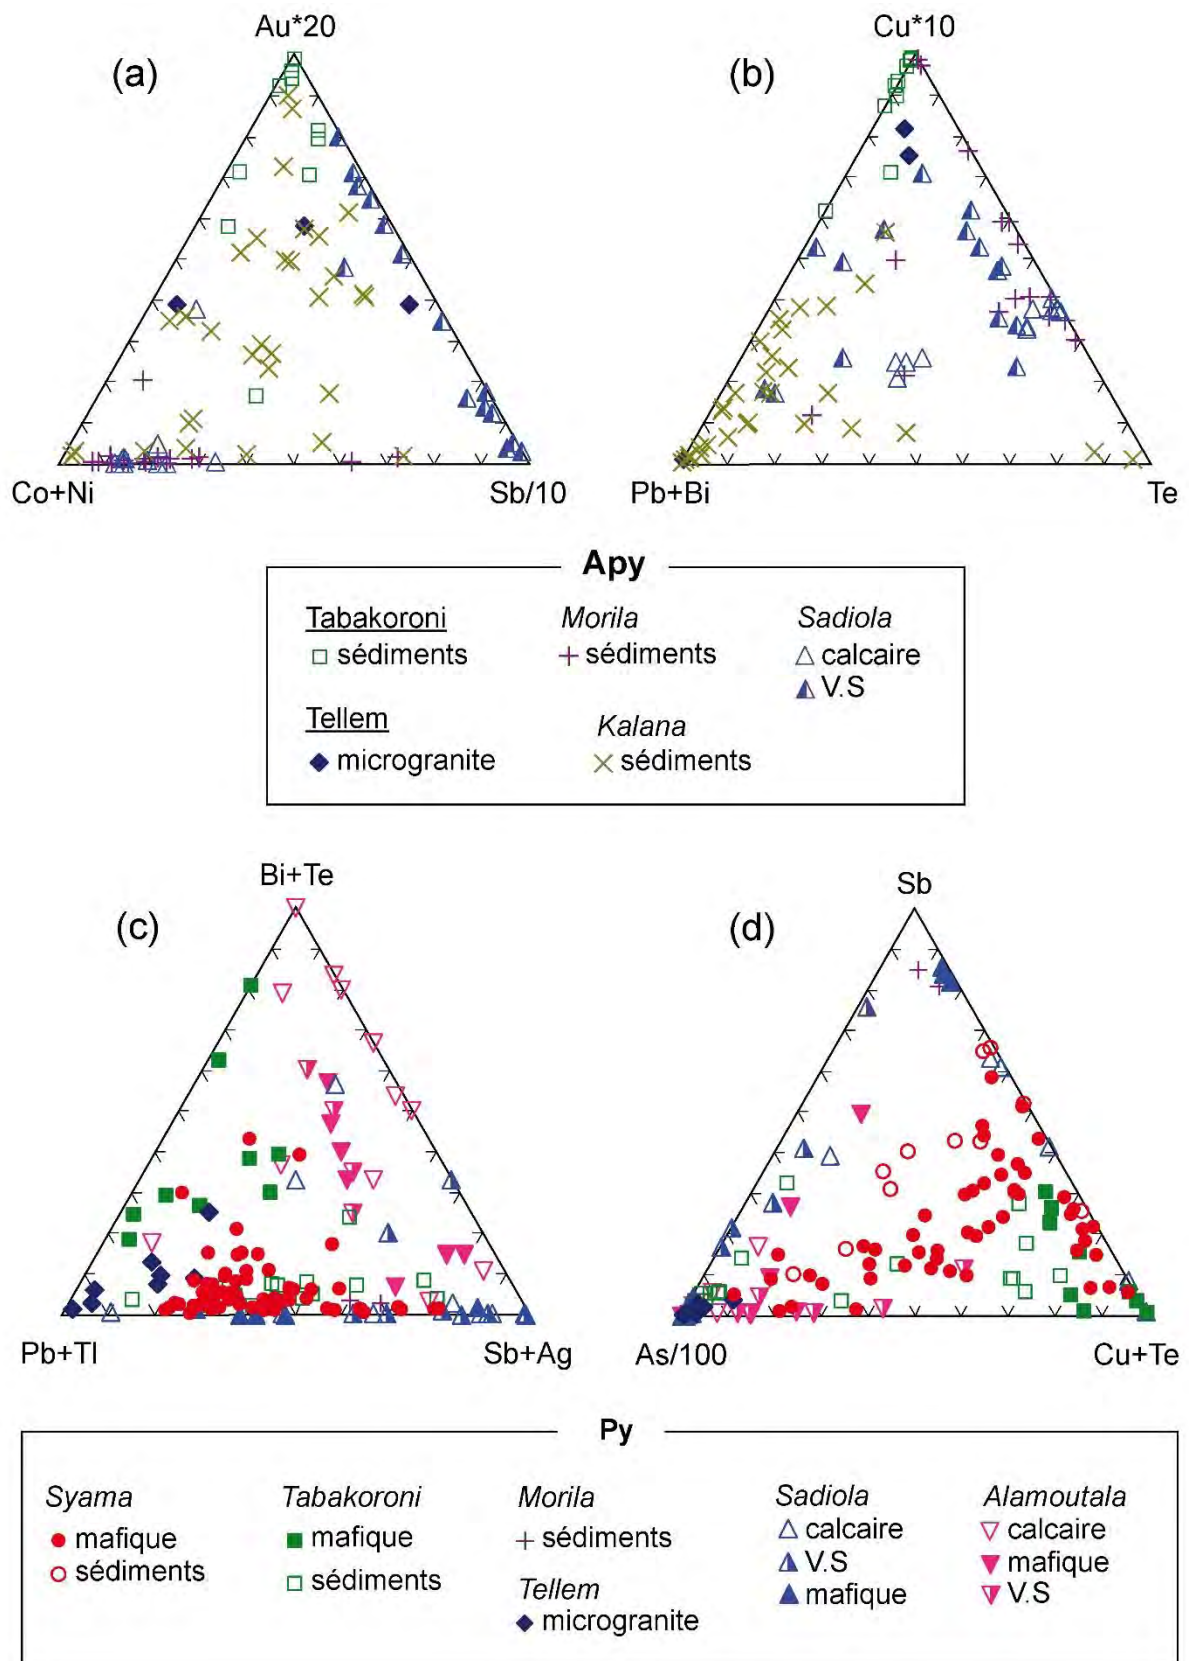 Au*20
Cu*10
(a)
(b)
Co+Ni
Sb/10
Pb+Bi
Te
Apy
Tabakoroni
Morila
Sadiola
sédiments
sédiments
calcaire
V.S
Tellem
Kalana
microgranite
sédiments
Bi+Te
Sb
(c)
(d)
Pb+Tl
Sb+Ag
As/100
Cu+Te
Py
Syama
Tabakoroni
Morila
Sadiola
Alamoutala
mafique
mafique
sédiments
calcaire
calcaire
sédiments
sédiments
Tellem
V.S
mafique
microgranite
mafique
V.S